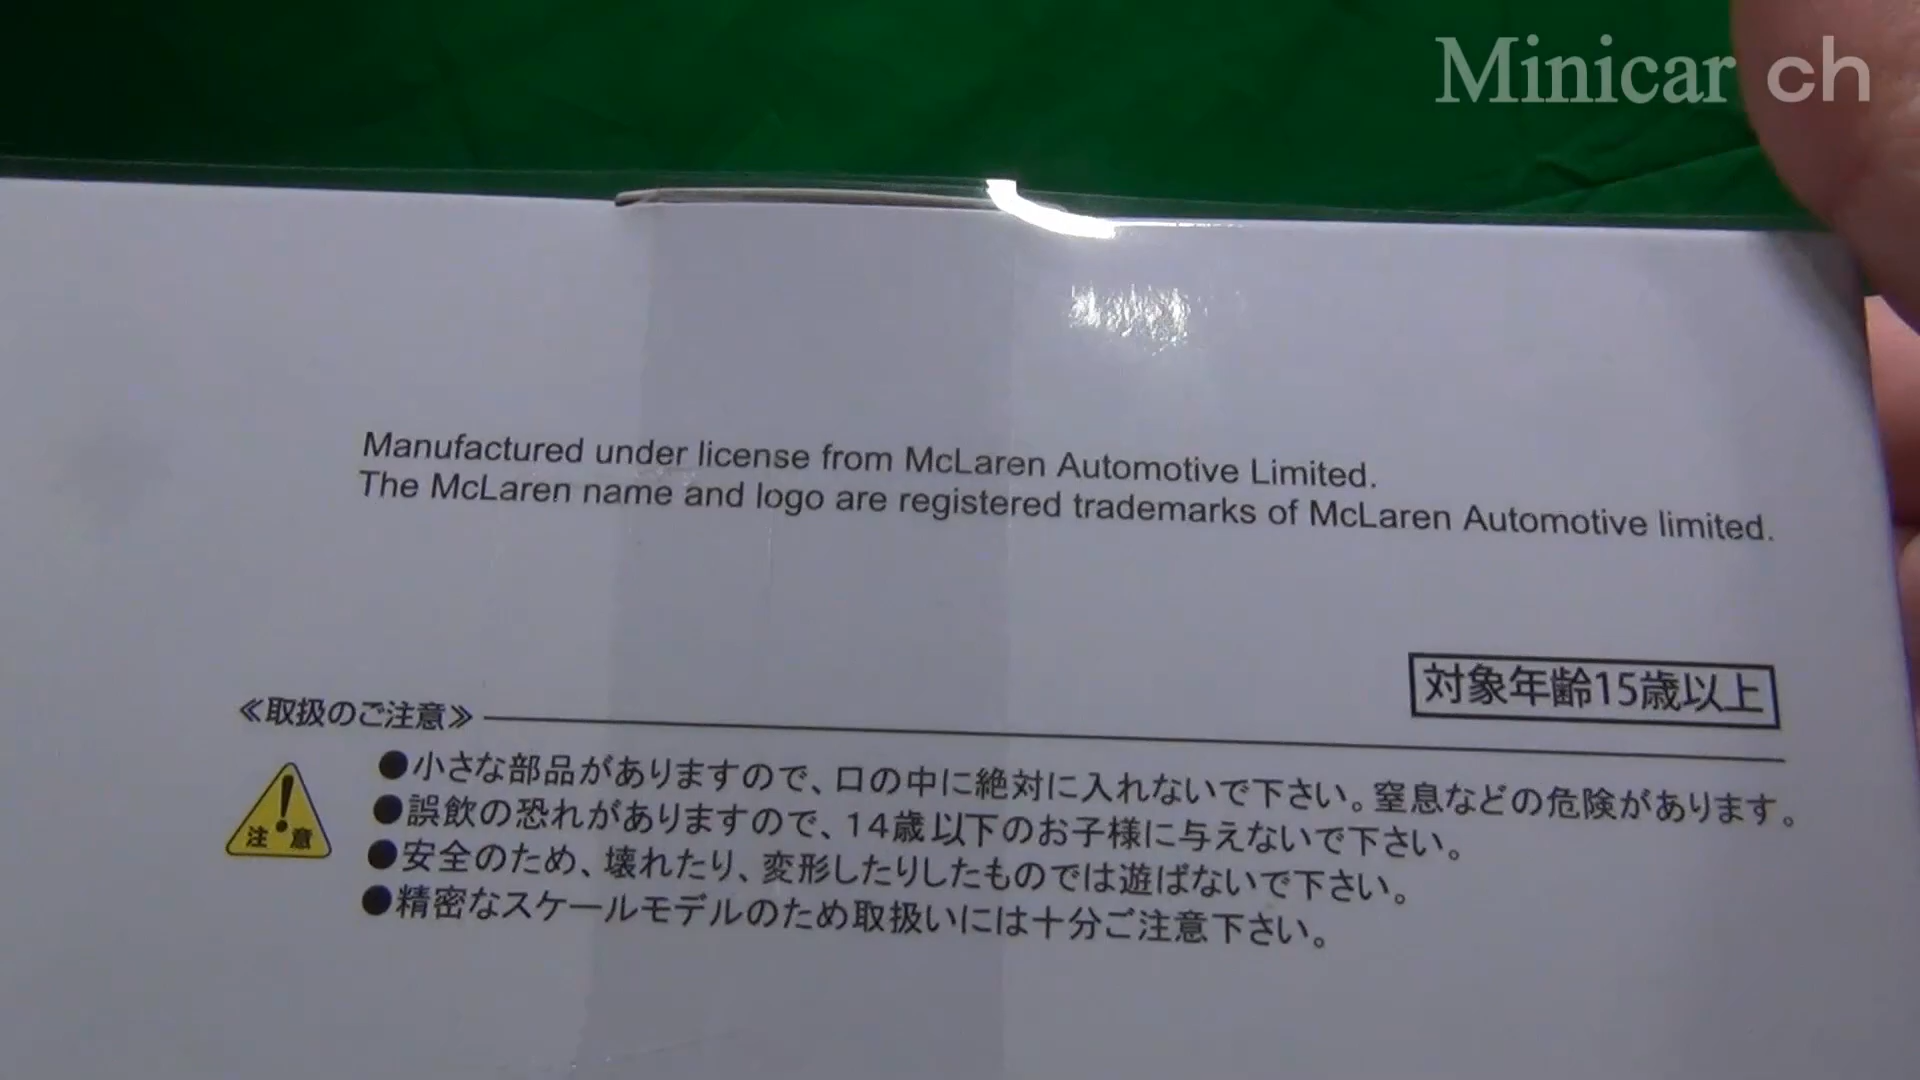 Minicar ch
Manufactured under license from McLaren Automotive Limited.
The McLaren name and logo are registered trademarks of McLaren Automotive limited.
対象年齢15歳以上
≪取扱のご注意≫
注意
●小さな部品がありますので、口の中に絶対に入れないで下さい。窒息などの危険があります。
●誤飲の恐れがありますので、14歳以下のお子様に与えないで下さい。
●安全のため、壊れたり、変形したりしたものでは遊ばないで下さい。
●精密なスケールモデルのため取扱いには十分ご注意下さい。